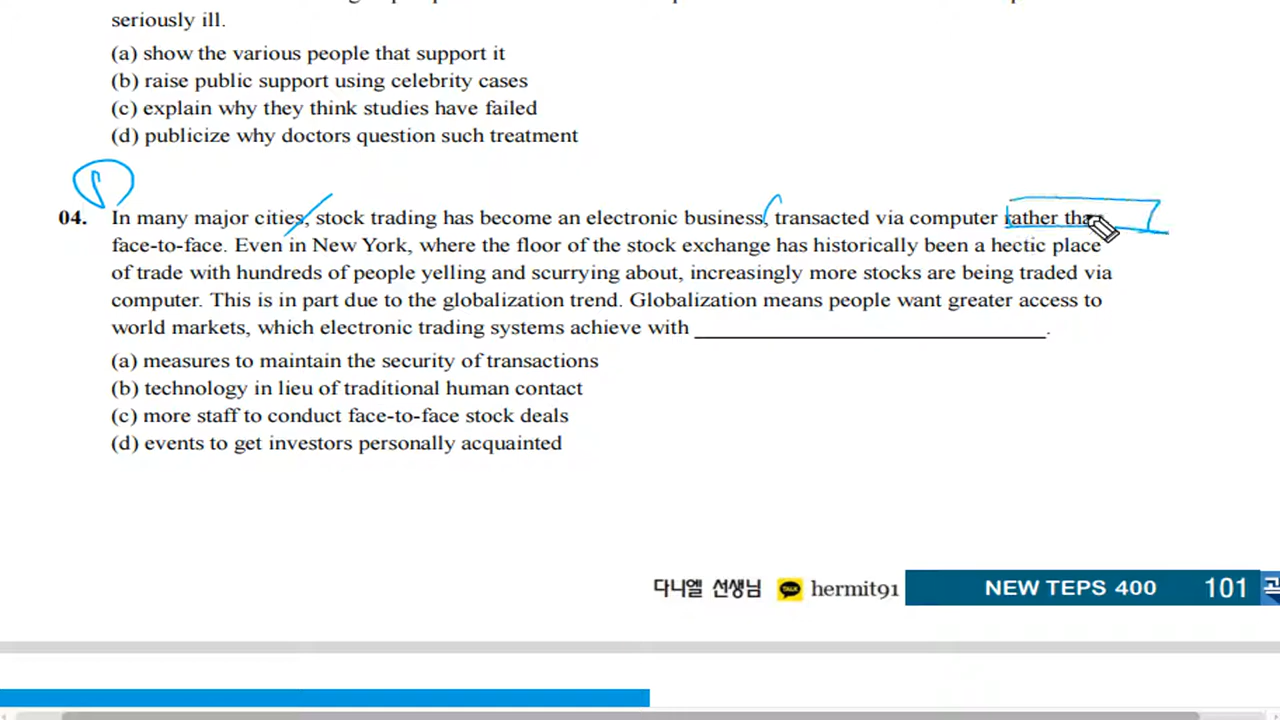 seriously ill.
(a) show the various people that support it
(b) raise public support using celebrity cases
(c) explain why they think studies have failed
(d) publicize why doctors question such treatment
04. In many major cities, stock trading has become an electronic business, transacted via computer rather than
face-to-face. Even in New York, where the floor of the stock exchange has historically been a hectic place
of trade with hundreds of people yelling and scurrying about, increasingly more stocks are being traded via
computer. This is in part due to the globalization trend. Globalization means people want greater access to
world markets, which electronic trading systems achieve with ______.
(a) measures to maintain the security of transactions
(b) technology in lieu of traditional human contact
(c) more staff to conduct face-to-face stock deals
(d) events to get investors personally acquainted
다니엘 선생님 TALK hermit91 NEW TEPS 400 101